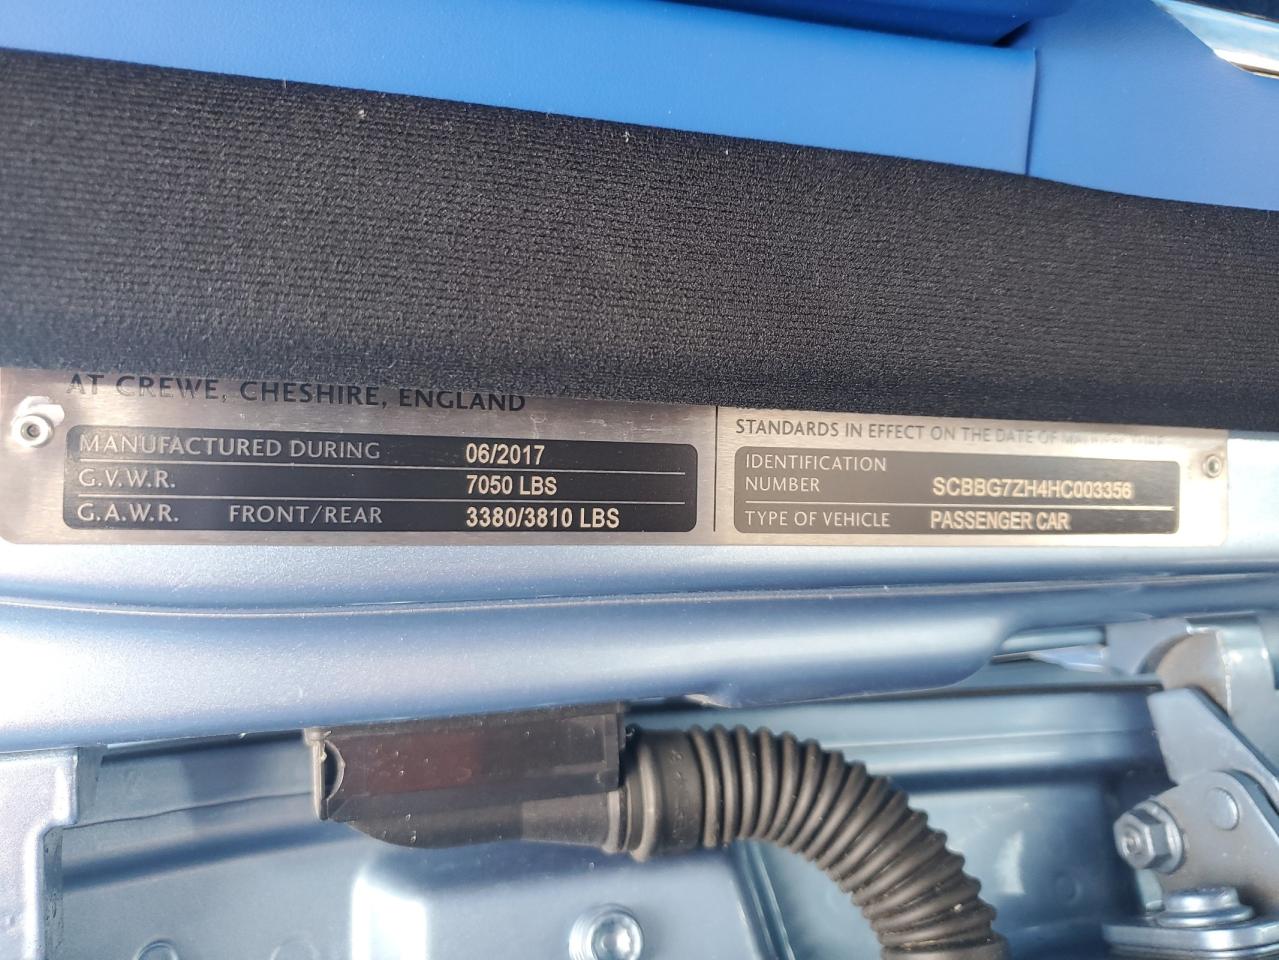 AT CREWE, CHESHIRE, ENGLAND
MANUFACTURED DURING 06/2017
G.V.W.R. 7050 LBS
G.A.W.R. FRONT/REAR 3380/3810 LBS
STANDARDS IN EFFECT ON THE DATE OF
IDENTIFICATION
NUMBER SCBBG7ZH4HC003356
TYPE OF VEHICLE PASSENGER CAR